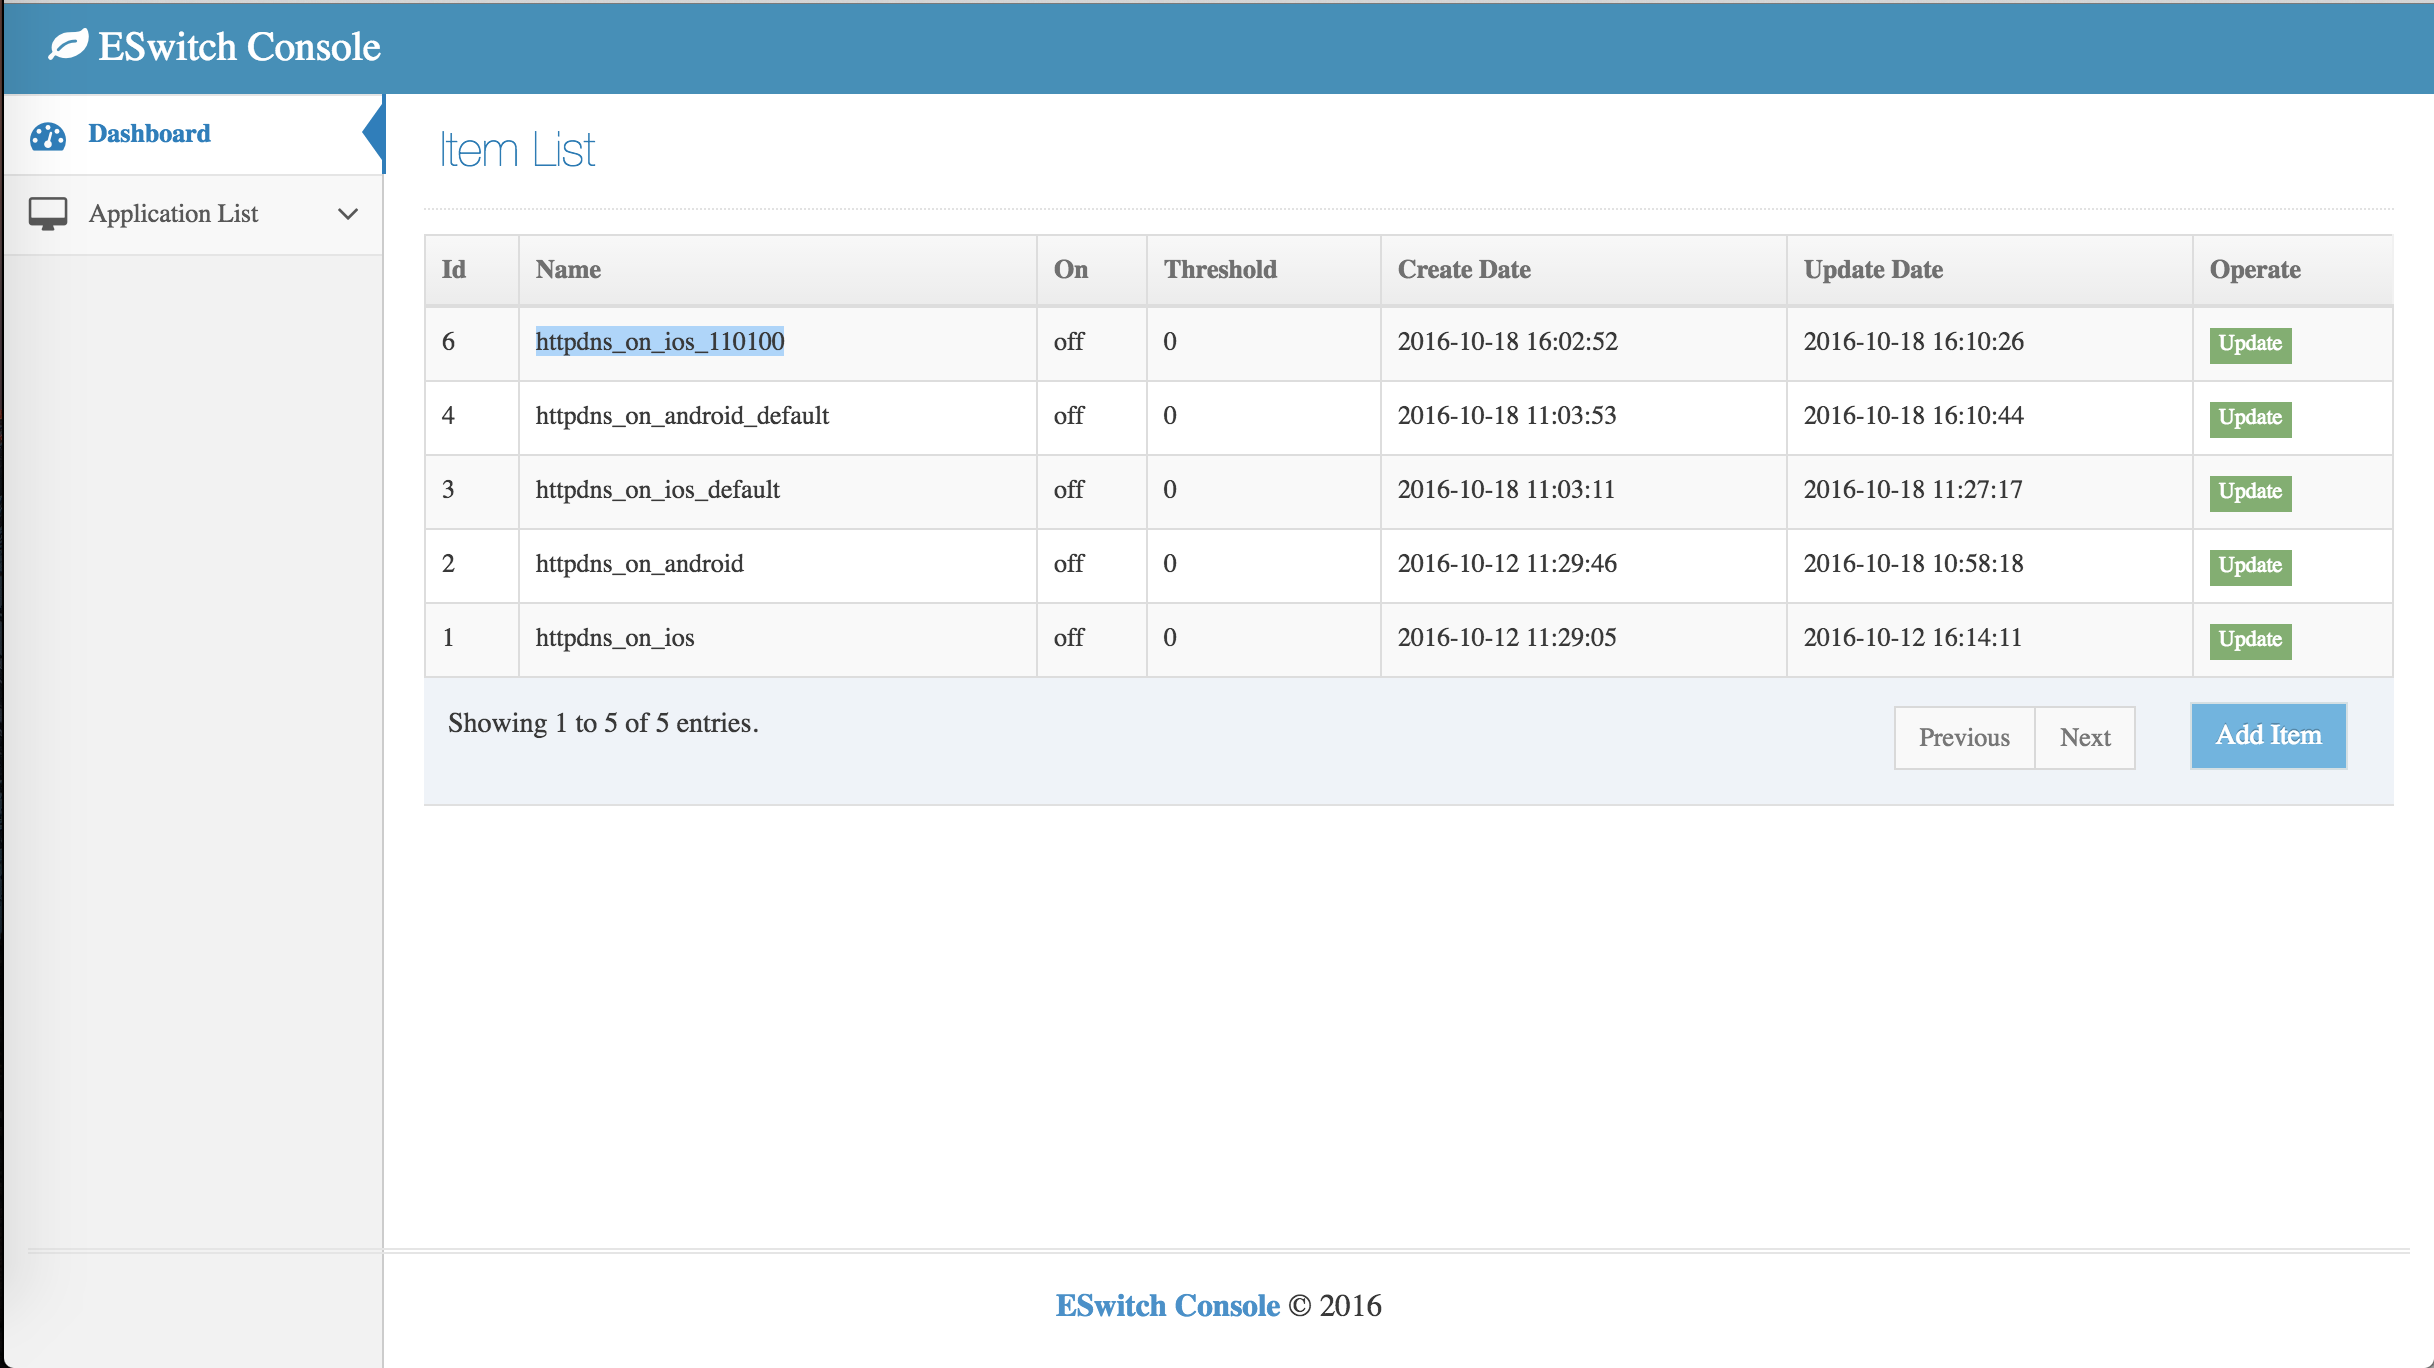 ESwitch Console
Dashboard
Application List
Item List
Id Name On Threshold Create Date Update Date Operate
6 httpdns_on_ios_110100 off 0 2016-10-18 16:02:52 2016-10-18 16:10:26 Update
4 httpdns_on_android_default off 0 2016-10-18 11:03:53 2016-10-18 16:10:44 Update
3 httpdns_on_ios_default off 0 2016-10-18 11:03:11 2016-10-18 11:27:17 Update
2 httpdns_on_android off 0 2016-10-12 11:29:46 2016-10-18 10:58:18 Update
1 httpdns_on_ios off 0 2016-10-12 11:29:05 2016-10-12 16:14:11 Update
Showing 1 to 5 of 5 entries. Previous Next Add Item
ESwitch Console © 2016